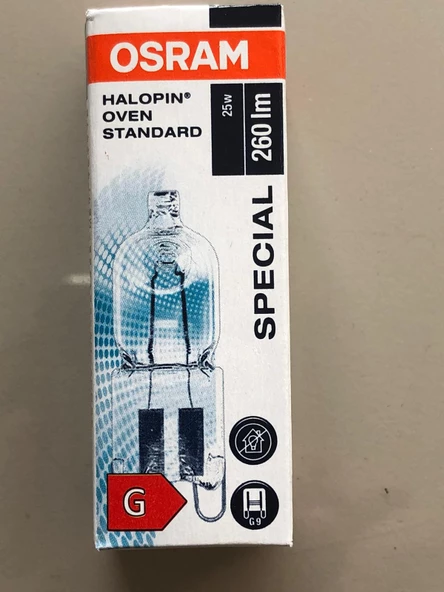 OSRAM
HALOPIN®
OVEN
STANDARD
25W
260 lm
SPECIAL
G
G9